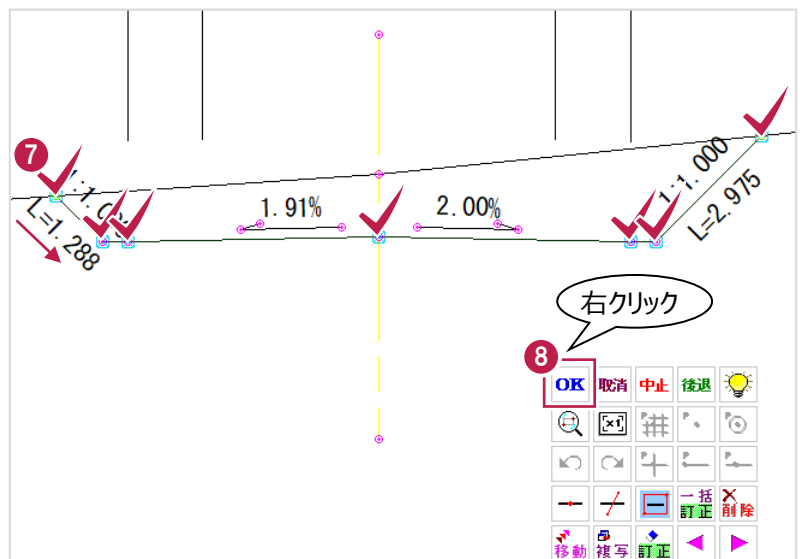 7
1:1.000
L=1.288
1.91%
2.00%
1:1.000
L=2.975
右クリック
8
OK 取消 中止 後退
[×1]
一括訂正 削除
移動 複写 訂正